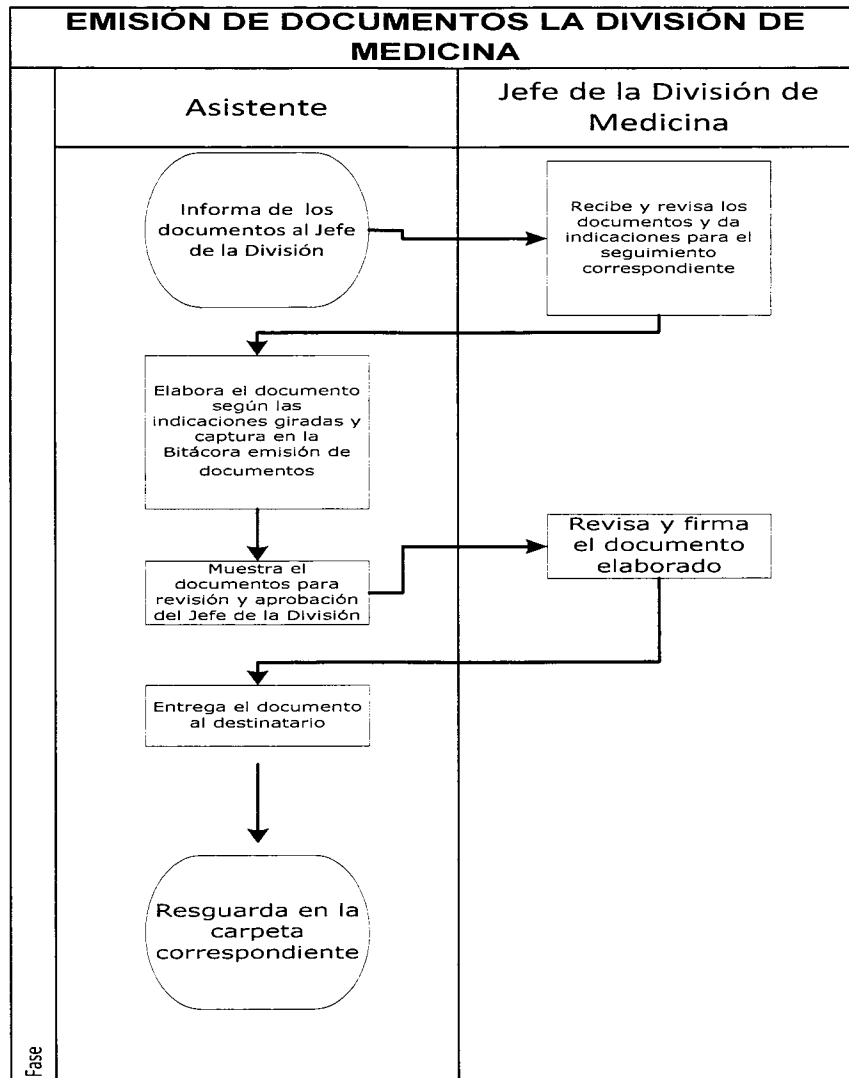 EMISIÓN DE DOCUMENTOS LA DIVISIÓN DE
MEDICINA
Asistente
Jefe de la División de
Medicina
Informa de los
documentos al Jefe
de la División
Recibe y revisa los
documentos y da
indicaciones para el
seguimiento
correspondiente
Elabora el documento
según las
indicaciones giradas y
captura en la
Bitácora emisión de
documentos
Muestra el
documentos para
revisión y aprobación
del Jefe de la División
Revisa y firma
el documento
elaborado
Entrega el documento
al destinatario
Resguarda en la
carpeta
correspondiente
Fase